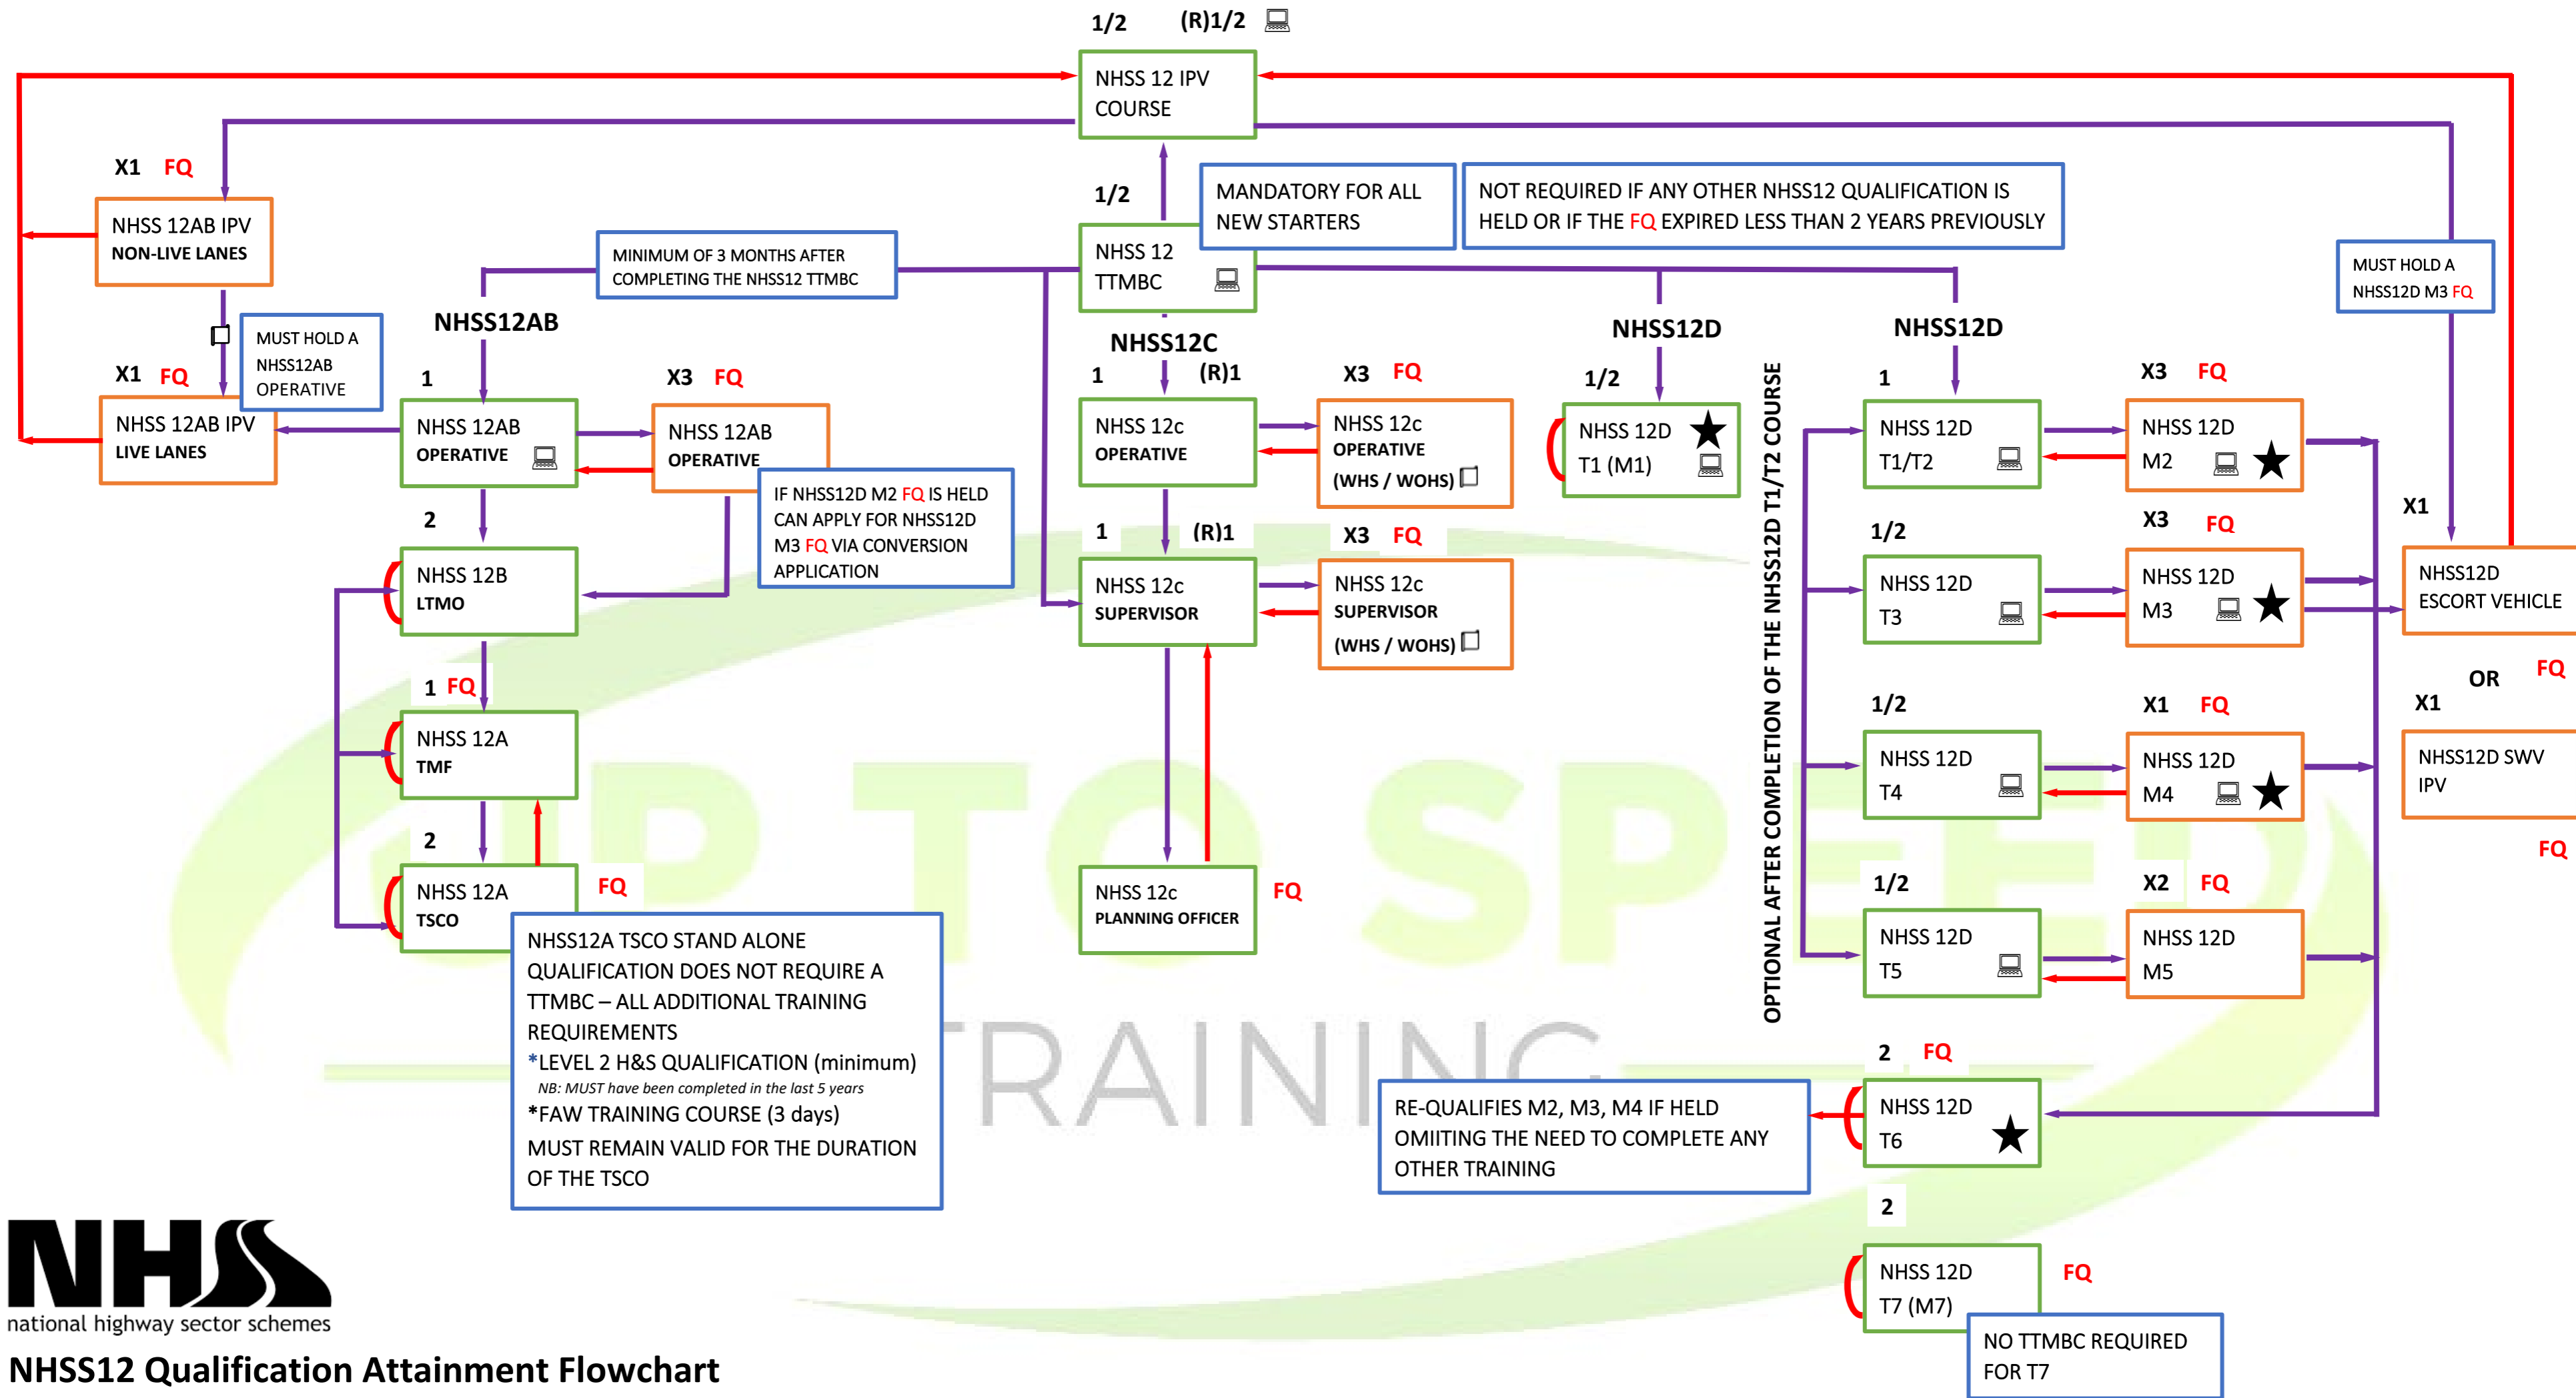 1/2 (R)1/2
NHSS 12 IPV
COURSE
X1 FQ
NHSS 12AB IPV
NON-LIVE LANES
1/2
MANDATORY FOR ALL
NEW STARTERS
NOT REQUIRED IF ANY OTHER NHSS12 QUALIFICATION IS
HELD OR IF THE FQ EXPIRED LESS THAN 2 YEARS PREVIOUSLY
MINIMUM OF 3 MONTHS AFTER
COMPLETING THE NHSS12 TTMBC
NHSS 12
TTMBC
MUST HOLD A
NHSS12D M3 FQ
MUST HOLD A
NHSS12AB
OPERATIVE
X1 FQ
NHSS 12AB IPV
LIVE LANES
NHSS12AB
1
NHSS 12AB
OPERATIVE
X3 FQ
NHSS 12AB
OPERATIVE
IF NHSS12D M2 FQ IS HELD
CAN APPLY FOR NHSS12D
M3 FQ VIA CONVERSION
APPLICATION
2
NHSS 12B
LTMO
1 FQ
NHSS 12A
TMF
2
NHSS 12A
TSCO
FQ
NHSS12A TSCO STAND ALONE
QUALIFICATION DOES NOT REQUIRE A
TTMBC – ALL ADDITIONAL TRAINING
REQUIREMENTS
*LEVEL 2 H&S QUALIFICATION (minimum)
NB: MUST have been completed in the last 5 years
*FAW TRAINING COURSE (3 days)
MUST REMAIN VALID FOR THE DURATION
OF THE TSCO
NHSS12C
1 (R)1
NHSS 12c
OPERATIVE
X3 FQ
NHSS 12c
OPERATIVE
(WHS / WOHS)
1 (R)1
NHSS 12c
SUPERVISOR
X3 FQ
NHSS 12c
SUPERVISOR
(WHS / WOHS)
NHSS 12c
PLANNING OFFICER
FQ
NHSS12D
1/2
NHSS 12D
T1 (M1)
OPTIONAL AFTER COMPLETION OF THE NHSS12D T1/T2 COURSE
NHSS12D
1
NHSS 12D
T1/T2
X3 FQ
NHSS 12D
M2
1/2
NHSS 12D
T3
X3 FQ
NHSS 12D
M3
1/2
NHSS 12D
T4
X1 FQ
NHSS 12D
M4
1/2
NHSS 12D
T5
X2 FQ
NHSS 12D
M5
X1
NHSS12D
ESCORT VEHICLE
FQ
OR
X1
NHSS12D SWV
IPV
FQ
2 FQ
NHSS 12D
T6
RE-QUALIFIES M2, M3, M4 IF HELD
OMIITING THE NEED TO COMPLETE ANY
OTHER TRAINING
2
NHSS 12D
T7 (M7)
FQ
NO TTMBC REQUIRED
FOR T7
UP TO SPEED
TRAINING
NHSS
national highway sector schemes
NHSS12 Qualification Attainment Flowchart